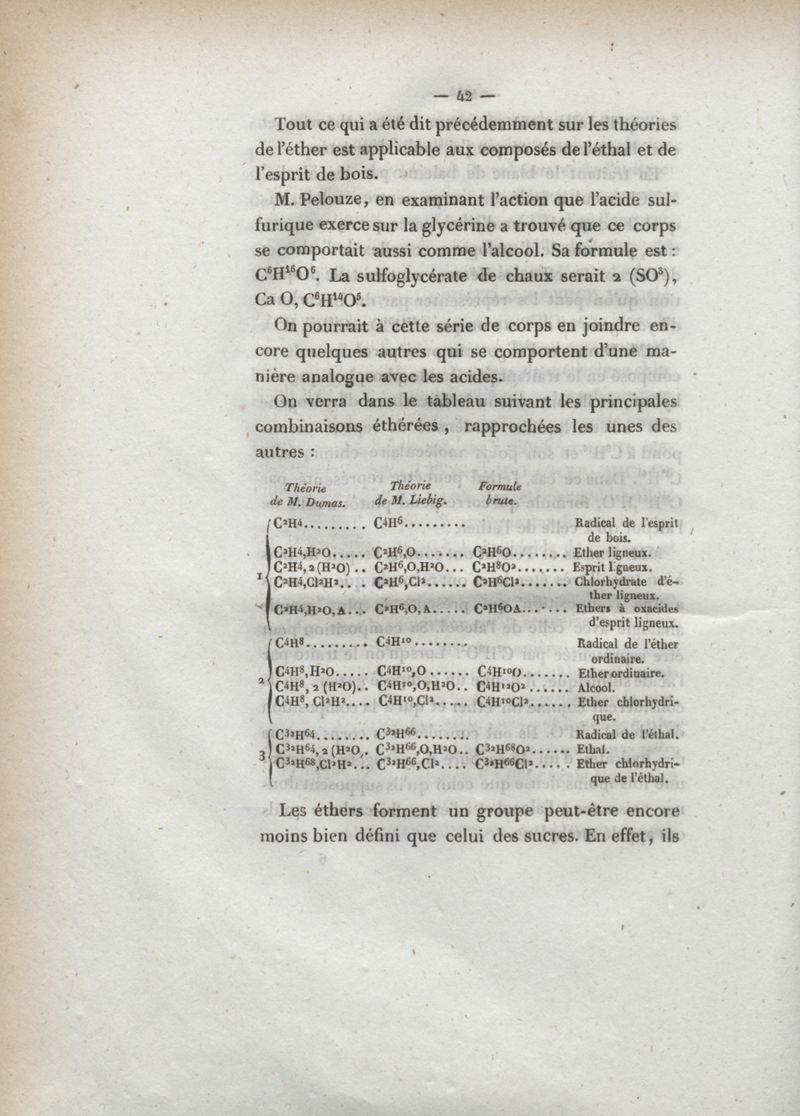 — 42 —
Tout ce qui a été dit précédemment sur les théories
de l'éther est applicable aux composés de l'éthal et de
l'esprit de bois.
M. Pelouze, en examinant l'action que l'acide sul-
furique exerce sur la glycérine a trouvé que ce corps
se comportait aussi comme l'alcool. Sa formule est :
C⁶H¹⁶O⁶. La sulfoglycérate de chaux serait 2 (SO³),
Ca O, C⁶H¹⁴O⁵.
On pourrait à cette série de corps en joindre en-
core quelques autres qui se comportent d'une ma-
nière analogue avec les acides.
On verra dans le tableau suivant les principales
combinaisons éthérées , rapprochées les unes des
autres :
Théorie Théorie Formule
de M. Dumas. de M. Liebig. brute.
C²H⁴......... C⁴H⁶......... Radical de l'esprit
de bois.
C²H⁴,H²O..... C²H⁶,O....... C²H⁶O........ Ether ligneux.
C²H⁴, 2 (H²O) .. C²H⁶,O,H²O... C²H⁸O²....... Esprit ligneux.
1 C²H⁴,Cl²H².. . C²H⁶,Cl²...... C²H⁶Cl²....... Chlorhydrate d'é-
ther ligneux.
C²H⁴,H²O,A... C²H⁶,O,A..... C²H⁶OA....... Ethers à oxacides
d'esprit ligneux.
C⁴H⁸......... C⁴H¹⁰........ Radical de l'éther
ordinaire.
C⁴H⁸,H²O..... C⁴H¹⁰,O ...... C⁴H¹⁰O....... Ether ordinaire.
2 C⁴H⁸, 2 (H²O).. C⁴H¹⁰,O,H²O.. C⁴H¹²O² ...... Alcool.
C⁴H⁸, Cl²H².... C⁴H¹⁰,Cl²..... C⁴H¹⁰Cl²...... Ether chlorhydri-
que.
C³²H⁶⁴........ C³²H⁶⁶........ Radical de l'éthal.
3 C³²H⁶⁴, 2 (H²O,. C³²H⁶⁶,O,H²O.. C³²H⁶⁸O²...... Ethal.
C³²H⁶⁸,Cl²H²... C³²H⁶⁶,Cl².... C³²H⁶⁶Cl²..... Ether chlorhydri-
que de l'éthal.
Les éthers forment un groupe peut-être encore
moins bien défini que celui des sucres. En effet, ils